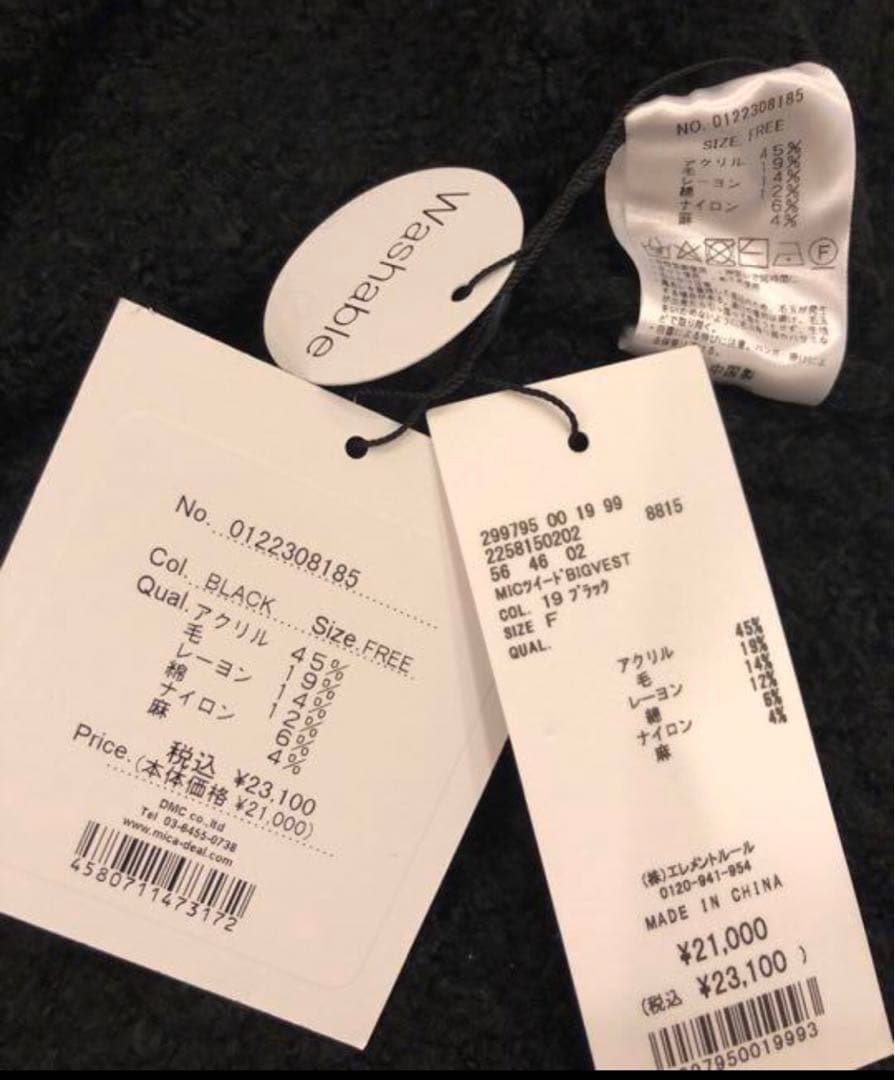 Washable
NO. 0122308185
SIZE. FREE
アクリル 45%
毛 19%
レーヨン 14%
綿 12%
ナイロン 6%
麻 4%
F
中国製
No. 0122308185
Col. BLACK Size. FREE
Qual. アクリル 45%
毛 19%
レーヨン 14%
綿 12%
ナイロン 6%
麻 4%
Price. 税込 ¥23,100
(本体価格 ¥21,000)
DMC co.,ltd
Tel 03-6455-0738
www.mica-deal.com
4580711473172
299795 00 19 99 8815
2258150202
56 46 02
MICツイードBIGVEST
COL. 19 ブラック
SIZE F
QUAL.
アクリル 45%
毛 19%
レーヨン 14%
綿 12%
ナイロン 6%
麻 4%
(株)エレメントルール
0120-941-954
MADE IN CHINA
¥21,000
(税込 ¥23,100 )
7950019993